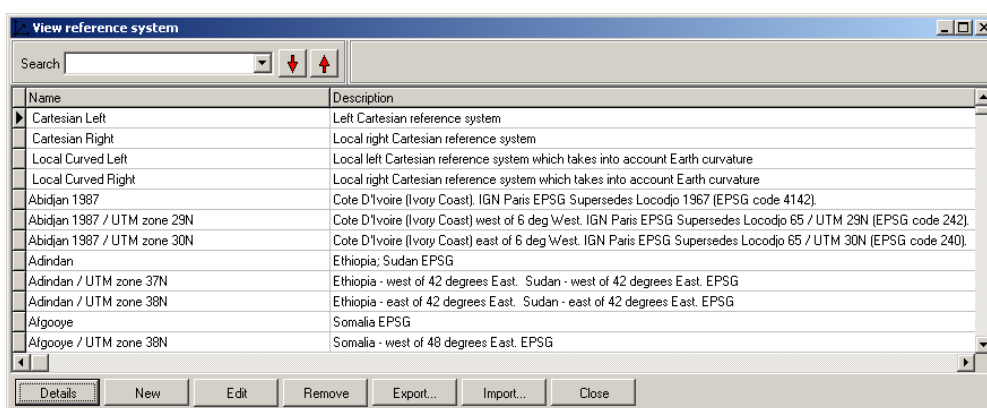 View reference system
Search
Name Description
Cartesian Left Left Cartesian reference system
Cartesian Right Local right Cartesian reference system
Local Curved Left Local left Cartesian reference system which takes into account Earth curvature
Local Curved Right Local right Cartesian reference system which takes into account Earth curvature
Abidjan 1987 Cote D'Ivoire (Ivory Coast). IGN Paris EPSG Supersedes Locodjo 1967 (EPSG code 4142).
Abidjan 1987 / UTM zone 29N Cote D'Ivoire (Ivory Coast) west of 6 deg West. IGN Paris EPSG Supersedes Locodjo 65 / UTM 29N (EPSG code 242).
Abidjan 1987 / UTM zone 30N Cote D'Ivoire (Ivory Coast) east of 6 deg West. IGN Paris EPSG Supersedes Locodjo 65 / UTM 30N (EPSG code 240).
Adindan Ethiopia; Sudan EPSG
Adindan / UTM zone 37N Ethiopia - west of 42 degrees East. Sudan - west of 42 degrees East. EPSG
Adindan / UTM zone 38N Ethiopia - east of 42 degrees East. Sudan - east of 42 degrees East. EPSG
Afgooye Somalia EPSG
Afgooye / UTM zone 38N Somalia - west of 48 degrees East. EPSG
Details New Edit Remove Export... Import... Close